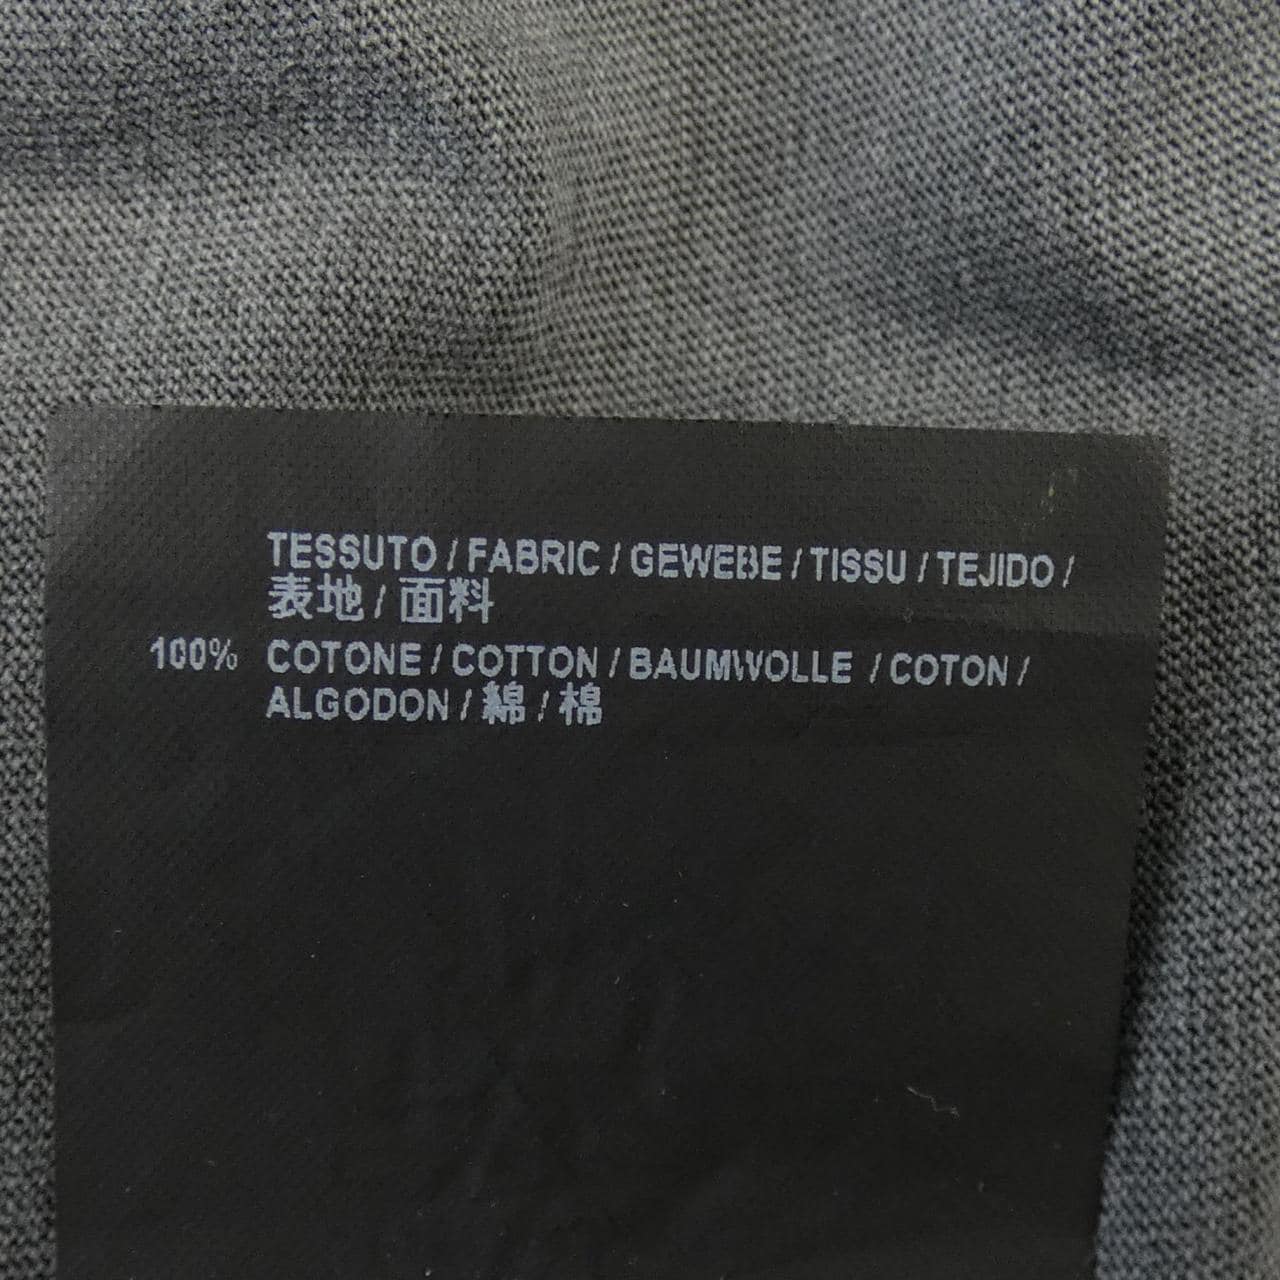 TESSUTO / FABRIC / GEWEBE / TISSU / TEJIDO /
表地 / 面料
100% COTONE / COTTON / BAUMWOLLE / COTON /
ALGODON / 綿 / 棉